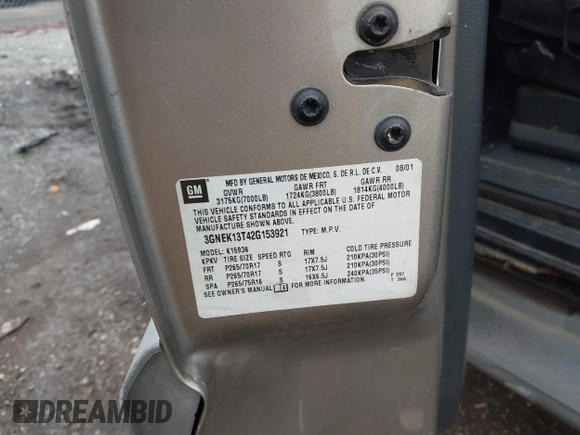 GM
MFD BY GENERAL MOTORS DE MEXICO, S. DE R.L. DE C.V. 08/01
GVWR GAWR FRT GAWR RR
3175KG(7000LB) 1724KG(3800LB) 1814KG(4000LB)
THIS VEHICLE CONFORMS TO ALL APPLICABLE U.S. FEDERAL MOTOR
VEHICLE SAFETY STANDARDS IN EFFECT ON THE DATE OF
MANUFACTURE SHOWN ABOVE.
3GNEK13T42G153921 TYPE: M.P.V.
MODEL: K15936
KPKV TIRE SIZE SPEED RTG RIM COLD TIRE PRESSURE
FRT P265/70R17 S 17X7.5J 210KPA(30PSI)
RR P265/70R17 S 17X7.5J 210KPA(30PSI)
SPA P265/75R16 S 16X6.5J 240KPA(35PSI)
SEE OWNER'S MANUAL FOR ADDITIONAL INFORMATION. T 366
DREAMBID